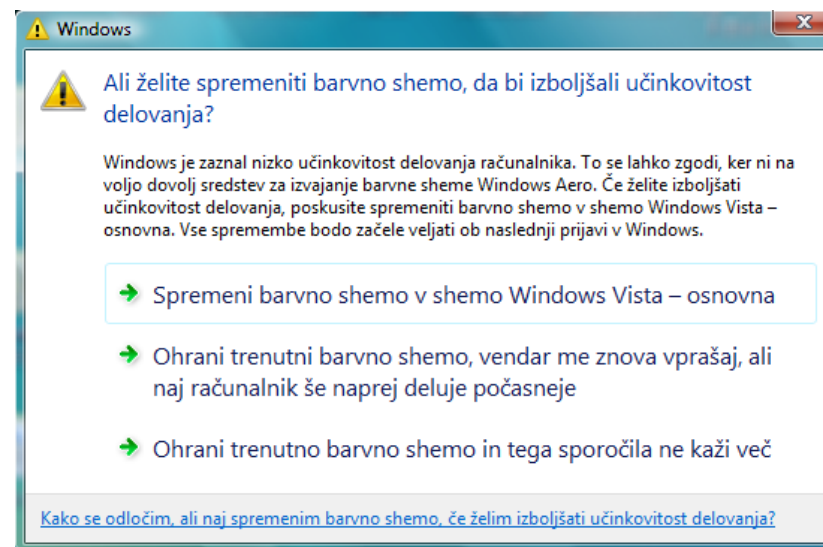 Windows
Ali želite spremeniti barvno shemo, da bi izboljšali učinkovitost
delovanja?
Windows je zaznal nizko učinkovitost delovanja računalnika. To se lahko zgodi, ker ni na
voljo dovolj sredstev za izvajanje barvne sheme Windows Aero. Če želite izboljšati
učinkovitost delovanja, poskusite spremeniti barvno shemo v shemo Windows Vista –
osnovna. Vse spremembe bodo začele veljati ob naslednji prijavi v Windows.
Spremeni barvno shemo v shemo Windows Vista – osnovna
Ohrani trenutni barvno shemo, vendar me znova vprašaj, ali
naj računalnik še naprej deluje počasneje
Ohrani trenutno barvno shemo in tega sporočila ne kaži več
Kako se odločim, ali naj spremenim barvno shemo, če želim izboljšati učinkovitost delovanja?